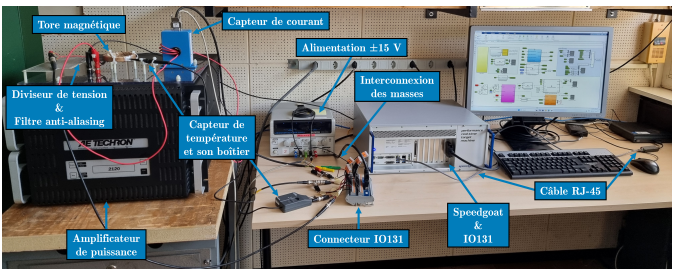 Tore magnétique
Capteur de courant
Alimentation ±15 V
Interconnexion
des masses
Diviseur de tension
&
Filtre anti-aliasing
Capteur de
température
et son boîtier
AE TECHRON
Câble RJ-45
Speedgoat
&
IO131
Amplificateur
de puissance
Connecteur IO131